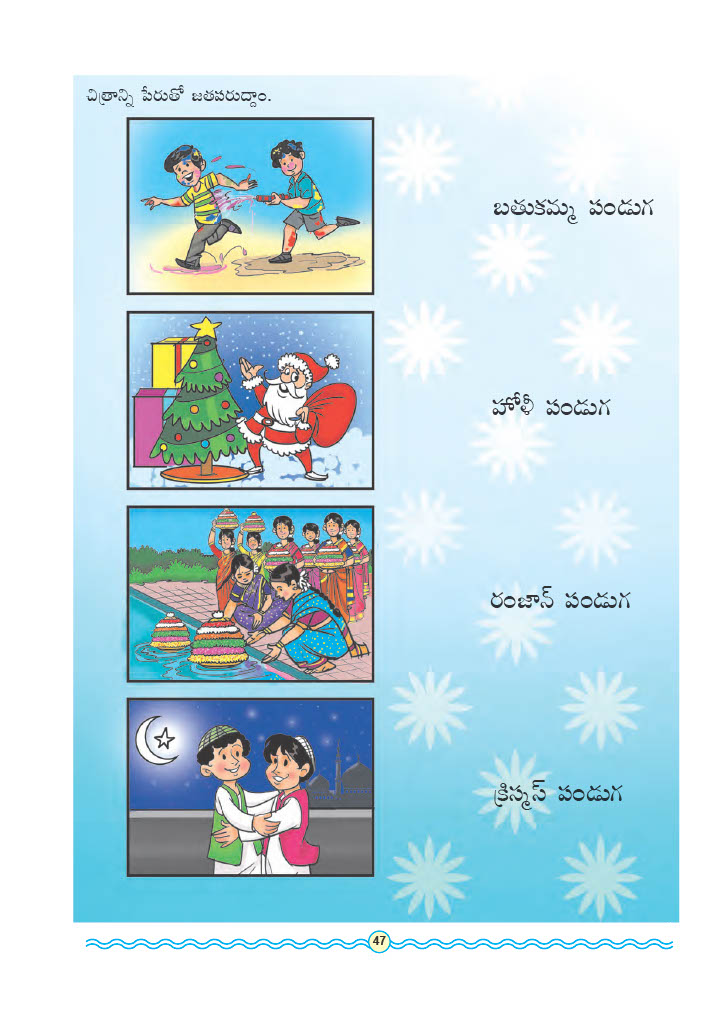 చిత్రాన్ని పేరుతో జతపరుద్దాం.
బతుకమ్మ పండుగ
హోళీ పండుగ
రంజాన్ పండుగ
క్రిస్మస్ పండుగ
47